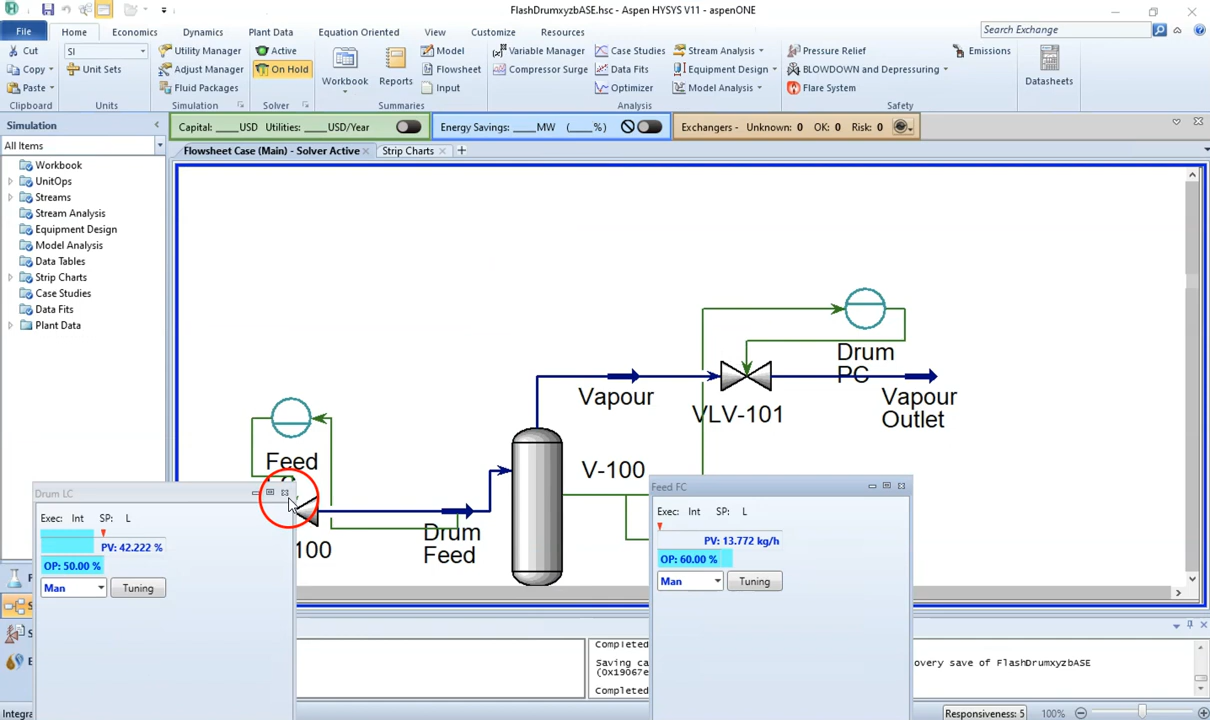 FlashDrumxyzbASE.hsc - Aspen HYSYS V11 - aspenONE
File Home Economics Dynamics Plant Data Equation Oriented View Customize Resources Search Exchange
Cut SI Utility Manager Active Model Variable Manager Case Studies Stream Analysis Pressure Relief Emissions
Copy Unit Sets Adjust Manager On Hold Workbook Reports Flowsheet Compressor Surge Data Fits Equipment Design BLOWDOWN and Depressuring Datasheets
Paste Fluid Packages Input Optimizer Model Analysis Flare System
Clipboard Units Simulation Solver Summaries Analysis Safety
Simulation Capital: ____USD Utilities: ____USD/Year Energy Savings: ____MW (____%) Exchangers - Unknown: 0 OK: 0 Risk: 0
All Items Flowsheet Case (Main) - Solver Active Strip Charts
Workbook
UnitOps
Streams
Stream Analysis
Equipment Design
Model Analysis
Data Tables
Strip Charts
Case Studies
Data Fits
Plant Data
Drum
PC
Vapour
VLV-101
Vapour
Outlet
Feed
V-100
Drum
Feed
100
Drum LC
Exec: Int SP: L
PV: 42.222 %
OP: 50.00 %
Man Tuning
Feed FC
Exec: Int SP: L
PV: 13.772 kg/h
OP: 60.00 %
Man Tuning
Completed
Saving ca overy save of FlashDrumxyzbASE
(0x19067e
Completed
Integra Responsiveness: 5 100%